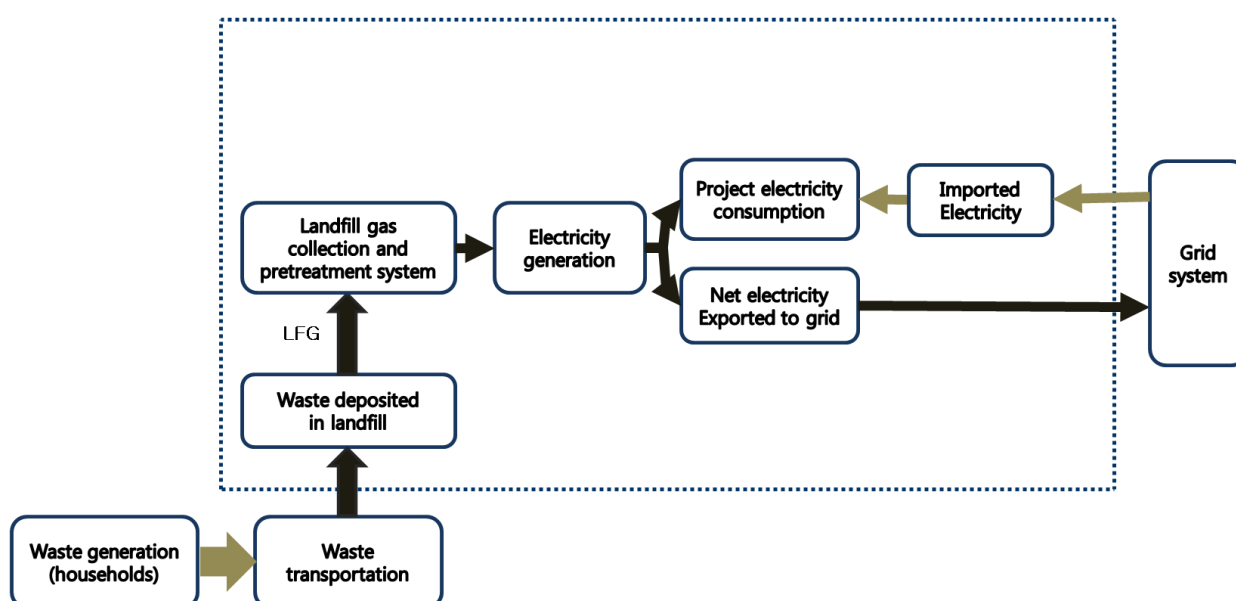 Project electricity
consumption
Imported
Electricity
Landfill gas
collection and
pretreatment system
Electricity
generation
Grid
system
Net electricity
Exported to grid
LFG
Waste deposited
in landfill
Waste generation
(households)
Waste
transportation